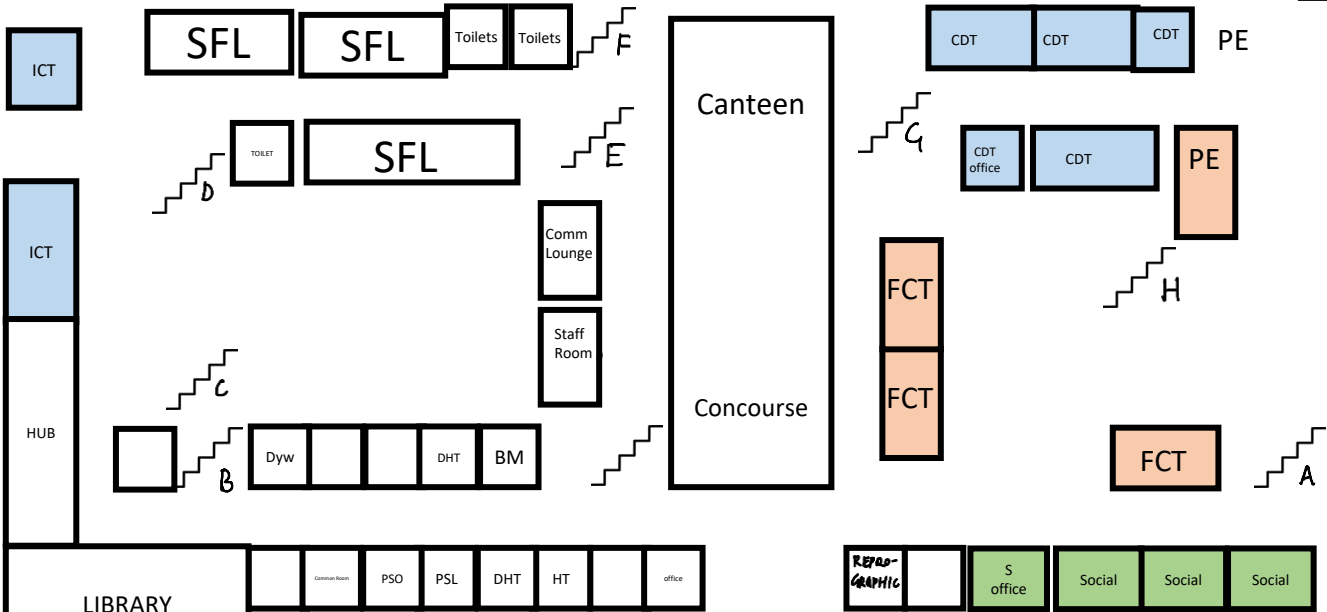 SFL
SFL
Toilets
Toilets
F
CDT
CDT
CDT
PE
ICT
Canteen
G
TOILET
SFL
E
CDT
office
CDT
PE
D
ICT
Comm
Lounge
FCT
H
Staff
Room
C
FCT
Concourse
HUB
Dyw
DHT
BM
B
FCT
A
LIBRARY
Common Room
PSO
PSL
DHT
HT
office
REPRO-
GRAPHIC
S
office
Social
Social
Social